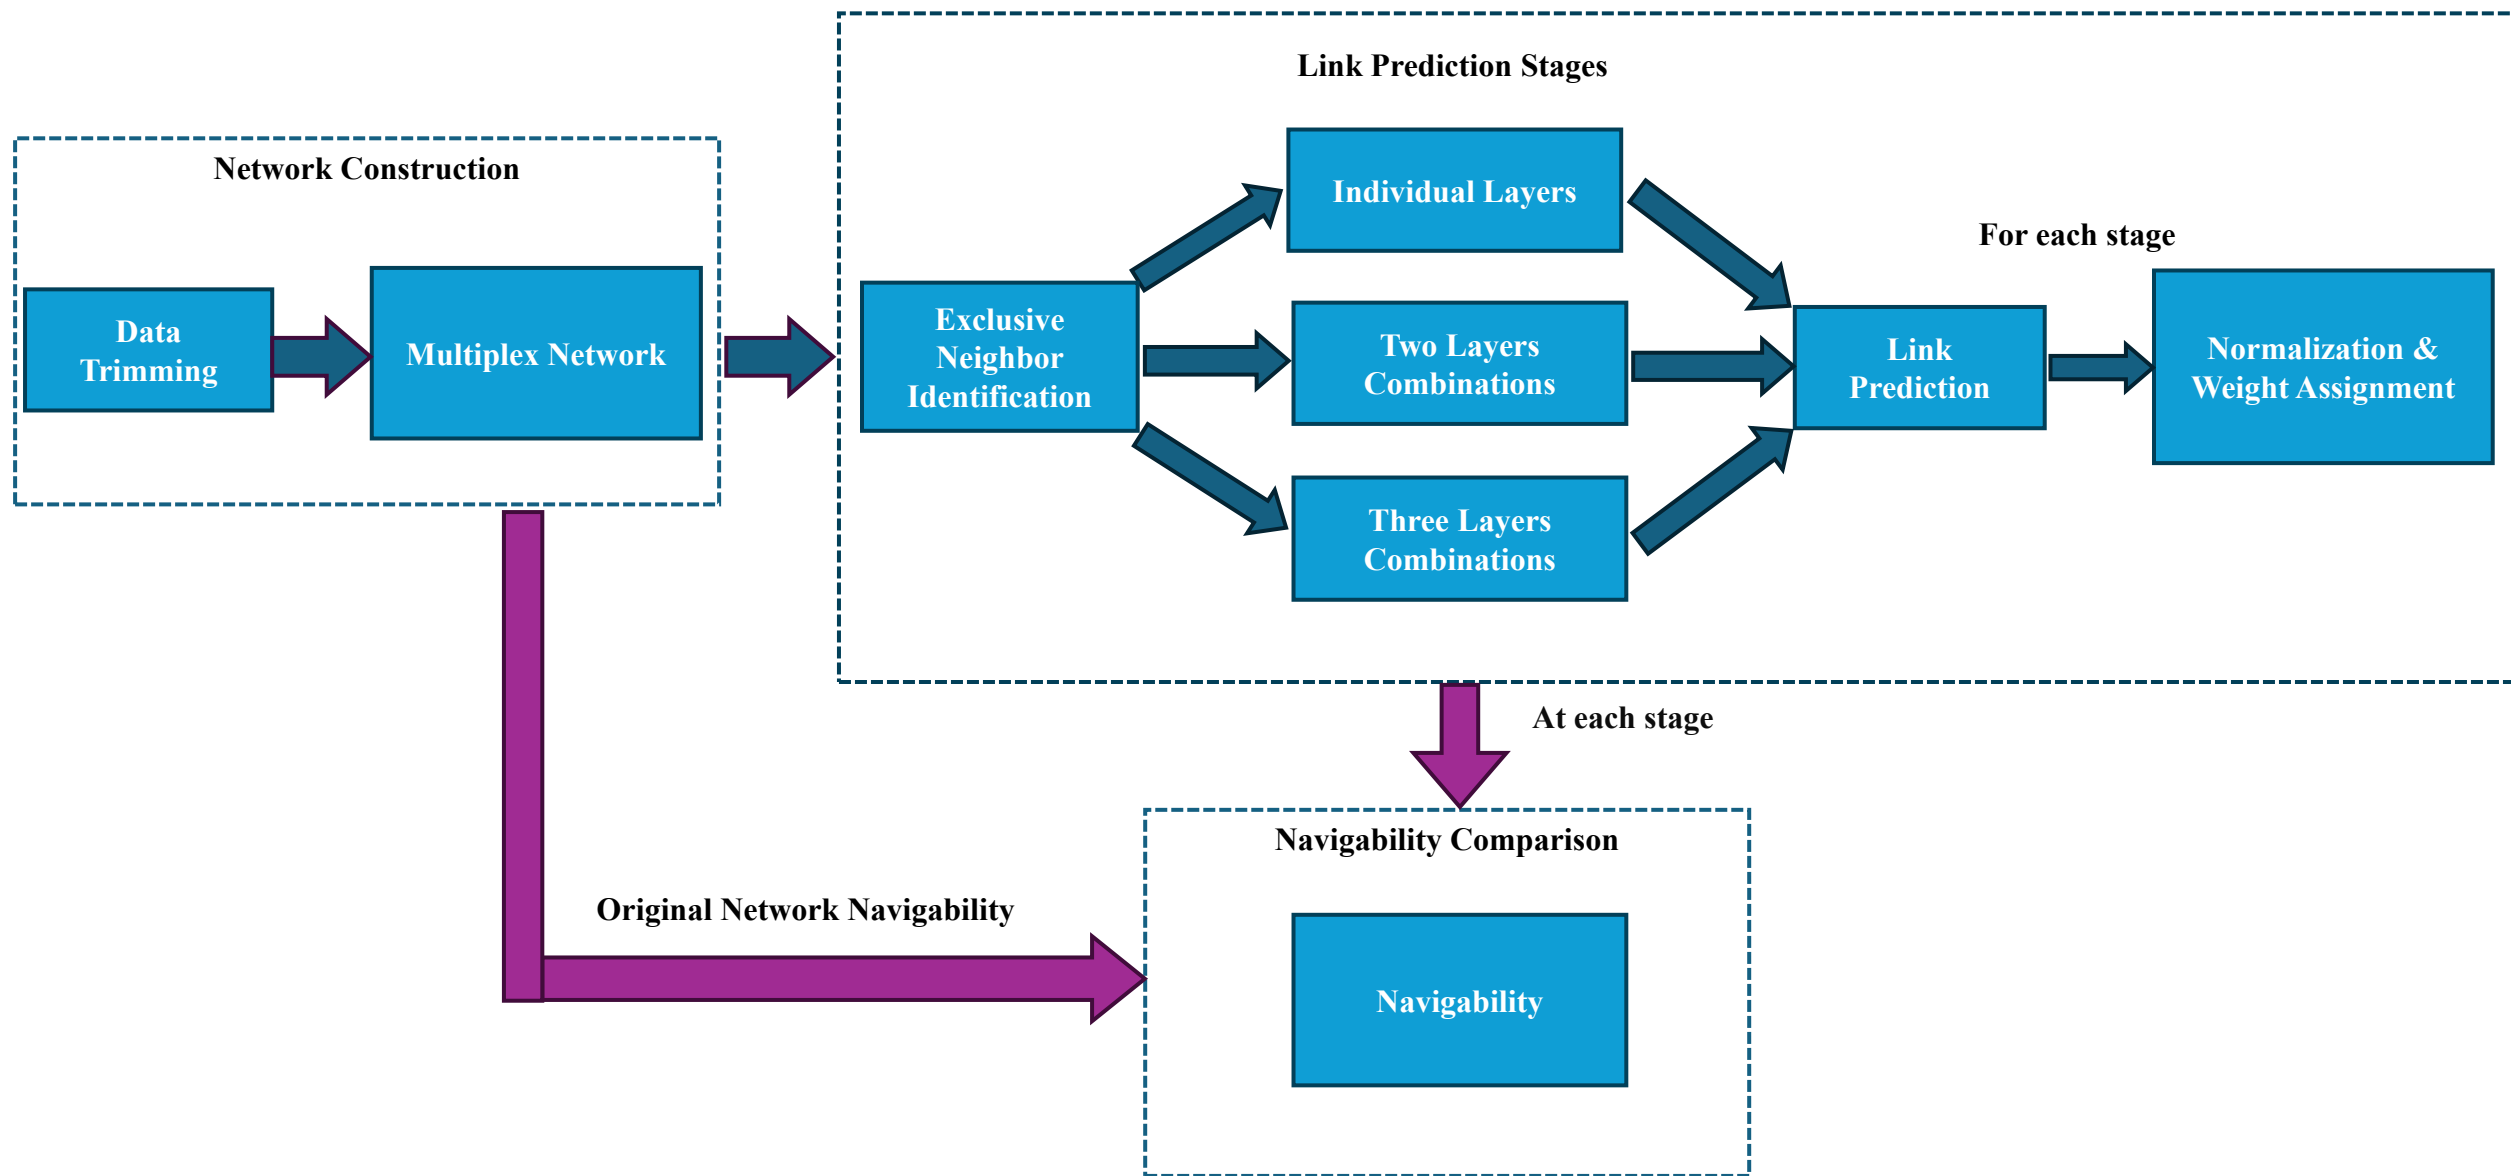 Link Prediction Stages
Network Construction
Data
Trimming
Multiplex Network
Exclusive
Neighbor
Identification
Individual Layers
Two Layers
Combinations
Three Layers
Combinations
Link
Prediction
For each stage
Normalization &
Weight Assignment
At each stage
Original Network Navigability
Navigability Comparison
Navigability